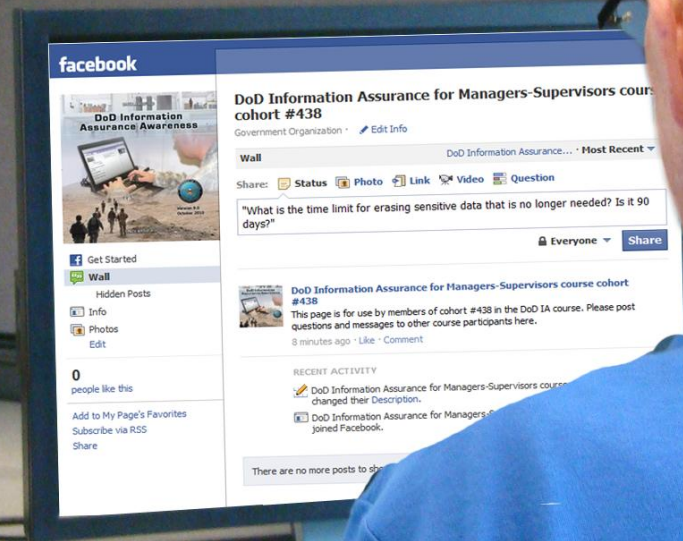 facebook
DoD Information
Assurance Awareness
Version 9.0
October 2010
Get Started
Wall
Hidden Posts
Info
Photos
Edit
0
people like this
Add to My Page's Favorites
Subscribe via RSS
Share
DoD Information Assurance for Managers-Supervisors cours
cohort #438
Government Organization · Edit Info
Wall DoD Information Assurance... · Most Recent
Share: Status Photo Link Video Question
"What is the time limit for erasing sensitive data that is no longer needed? Is it 90
days?"
Everyone Share
DoD Information Assurance for Managers-Supervisors course cohort
#438
This page is for use by members of cohort #438 in the DoD IA course. Please post
questions and messages to other course participants here.
8 minutes ago · Like · Comment
RECENT ACTIVITY
DoD Information Assurance for Managers-Supervisors course
changed their Description.
DoD Information Assurance for Managers-S
joined Facebook.
There are no more posts to sh